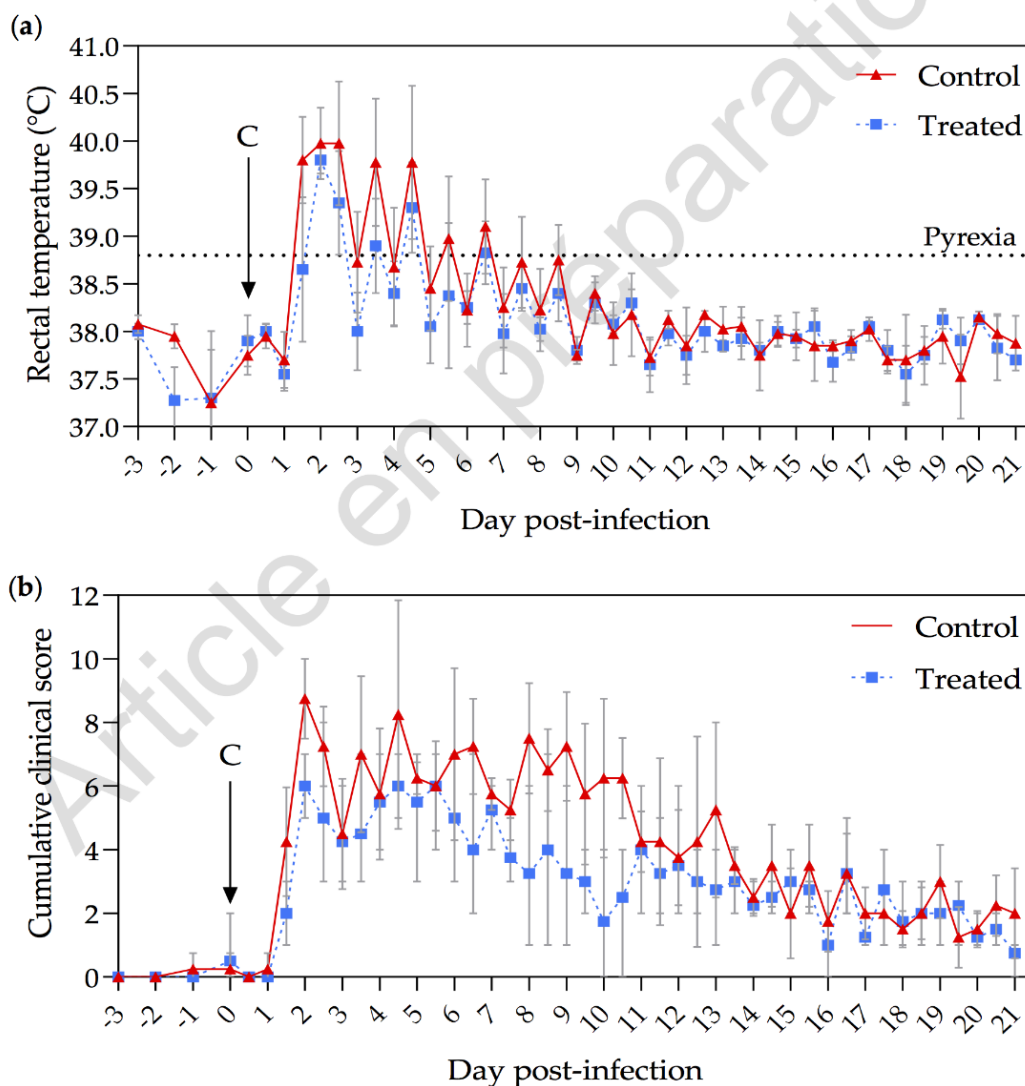 (a)
41.0
40.5
40.0
39.5
39.0
38.5
38.0
37.5
37.0
Rectal temperature (°C)
C
Control
Treated
Pyrexia
-3 -2 -1 0 1 2 3 4 5 6 7 8 9 10 11 12 13 14 15 16 17 18 19 20 21
Day post-infection
(b)
12
10
8
6
4
2
0
Cumulative clinical score
C
Control
Treated
-3 -2 -1 0 1 2 3 4 5 6 7 8 9 10 11 12 13 14 15 16 17 18 19 20 21
Day post-infection
Article en préparatio